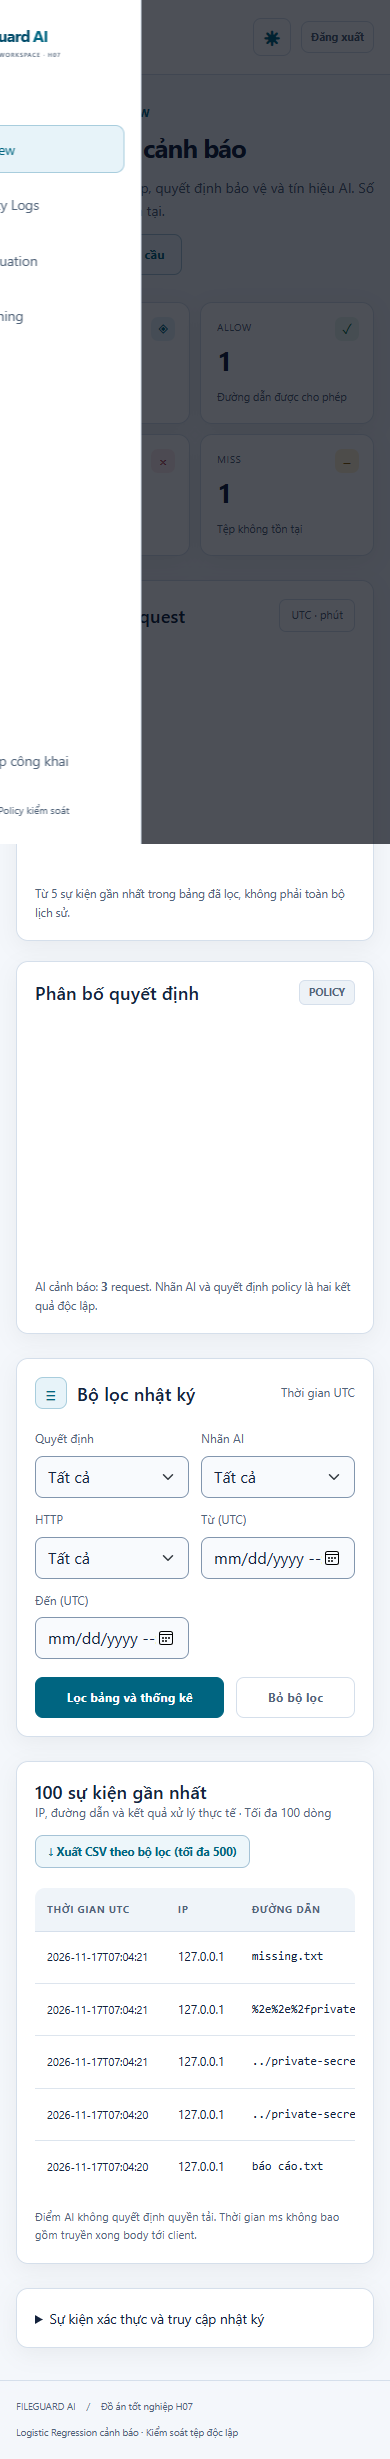 guard AI
WORKSPACE · H07
Đăng xuất
cảnh báo
quyết định bảo vệ và tín hiệu AI. Số
tại.
cầu
ALLOW
1
Đường dẫn được cho phép
MISS
1
Tệp không tồn tại
quest
UTC · phút
y Logs
p công khai
Policy kiểm soát
Từ 5 sự kiện gần nhất trong bảng đã lọc, không phải toàn bộ
lịch sử.
Phân bố quyết định
POLICY
AI cảnh báo: 3 request. Nhãn AI và quyết định policy là hai kết
quả độc lập.
Bộ lọc nhật ký
Thời gian UTC
Quyết định
Nhãn AI
Tất cả
Tất cả
HTTP
Từ (UTC)
Tất cả
mm/dd/yyyy --
Đến (UTC)
mm/dd/yyyy --
Lọc bảng và thống kê
Bỏ bộ lọc
100 sự kiện gần nhất
IP, đường dẫn và kết quả xử lý thực tế · Tối đa 100 dòng
↓ Xuất CSV theo bộ lọc (tối đa 500)
THỜI GIAN UTC IP ĐƯỜNG DẪN
2026-11-17T07:04:21 127.0.0.1 missing.txt
2026-11-17T07:04:21 127.0.0.1 %2e%2e%2fprivate
2026-11-17T07:04:21 127.0.0.1 ../private-secre
2026-11-17T07:04:20 127.0.0.1 ../private-secre
2026-11-17T07:04:20 127.0.0.1 báo cáo.txt
Điểm AI không quyết định quyền tải. Thời gian ms không bao
gồm truyền xong body tới client.
▶ Sự kiện xác thực và truy cập nhật ký
FILEGUARD AI / Đồ án tốt nghiệp H07
Logistic Regression cảnh báo · Kiểm soát tệp độc lập